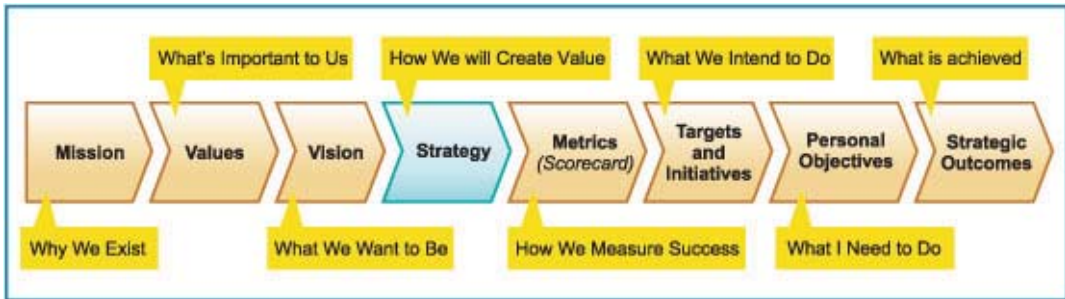 What's Important to Us
How We will Create Value
What We Intend to Do
What is achieved
Mission
Values
Vision
Strategy
Metrics
(Scorecard)
Targets
and
Initiatives
Personal
Objectives
Strategic
Outcomes
Why We Exist
What We Want to Be
How We Measure Success
What I Need to Do